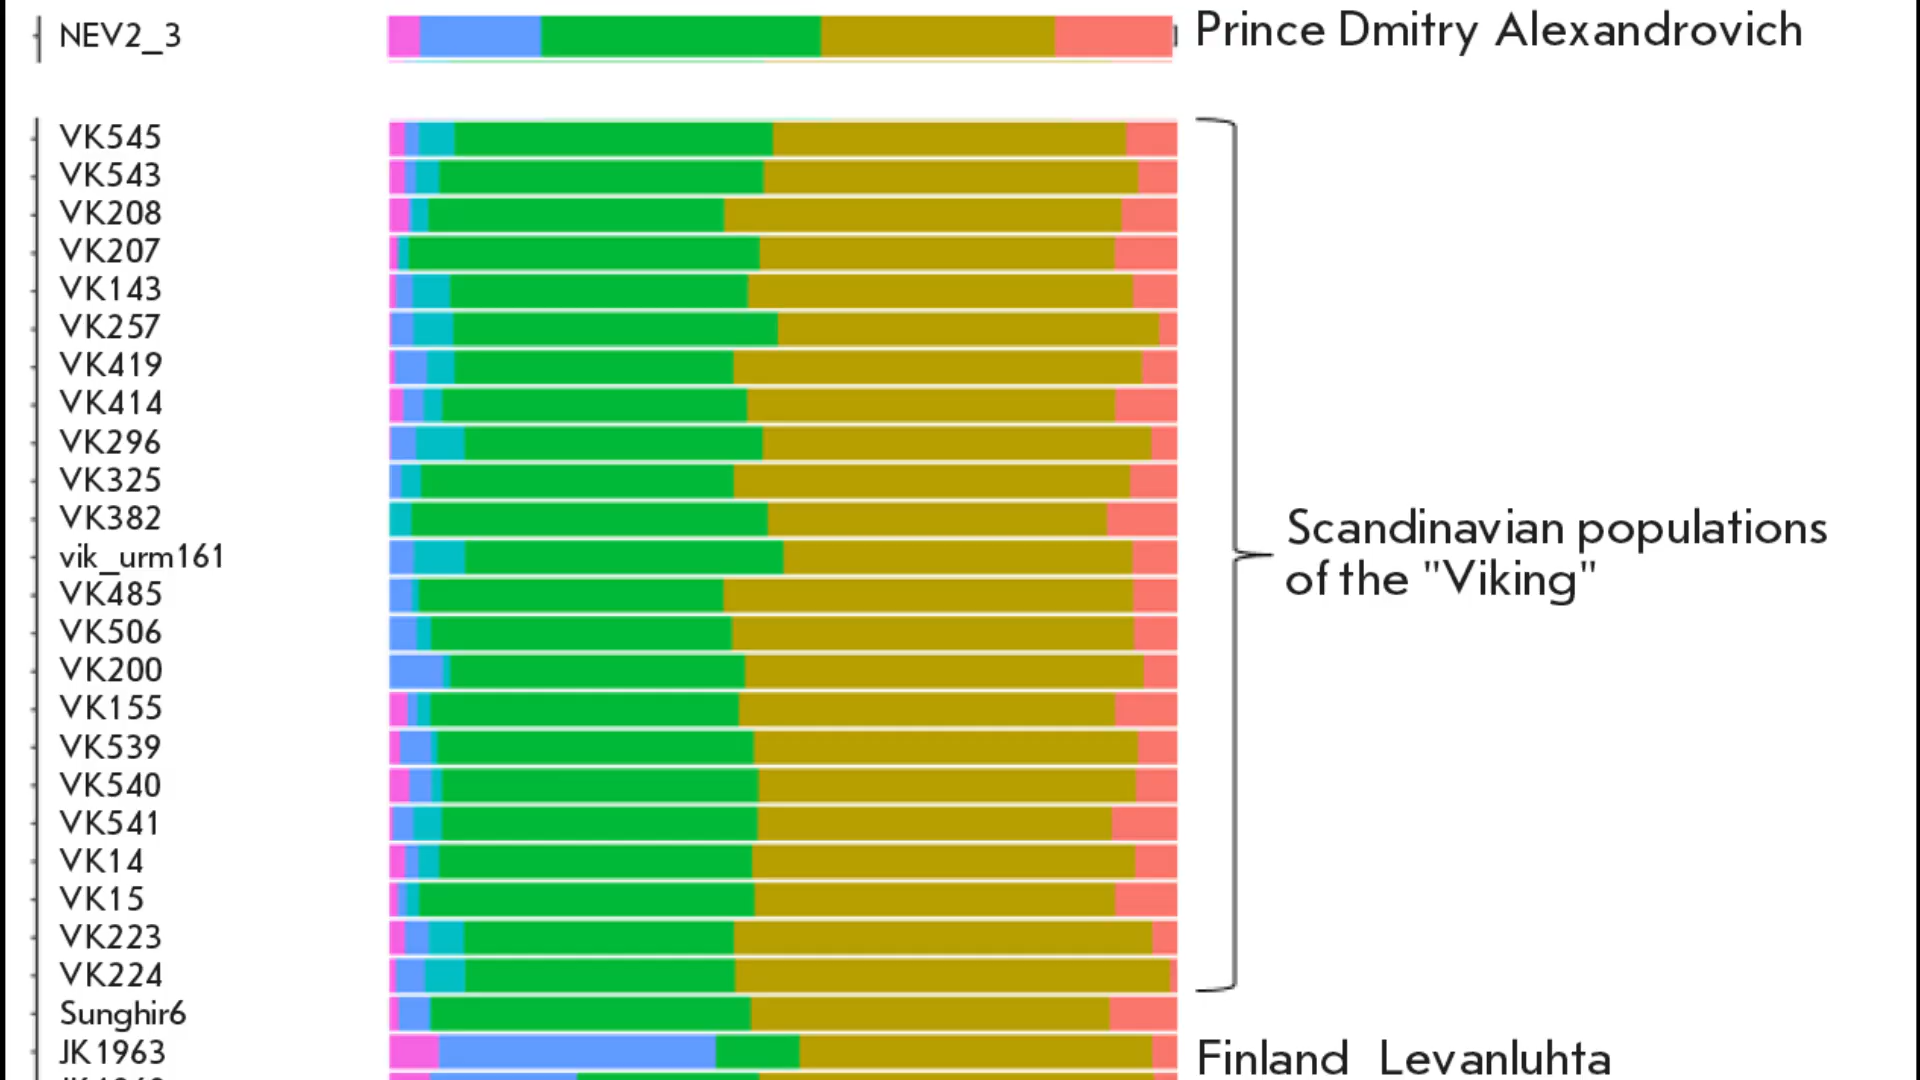 NEV2_3 Prince Dmitry Alexandrovich
VK545
VK543
VK208
VK207
VK143
VK257
VK419
VK414
VK296
VK325
VK382
vik_urm161
VK485
VK506
VK200
VK155
VK539
VK540
VK541
VK14
VK15
VK223
VK224
Scandinavian populations
of the "Viking"
Sunghir6
JK1963 Finland Levanluhta